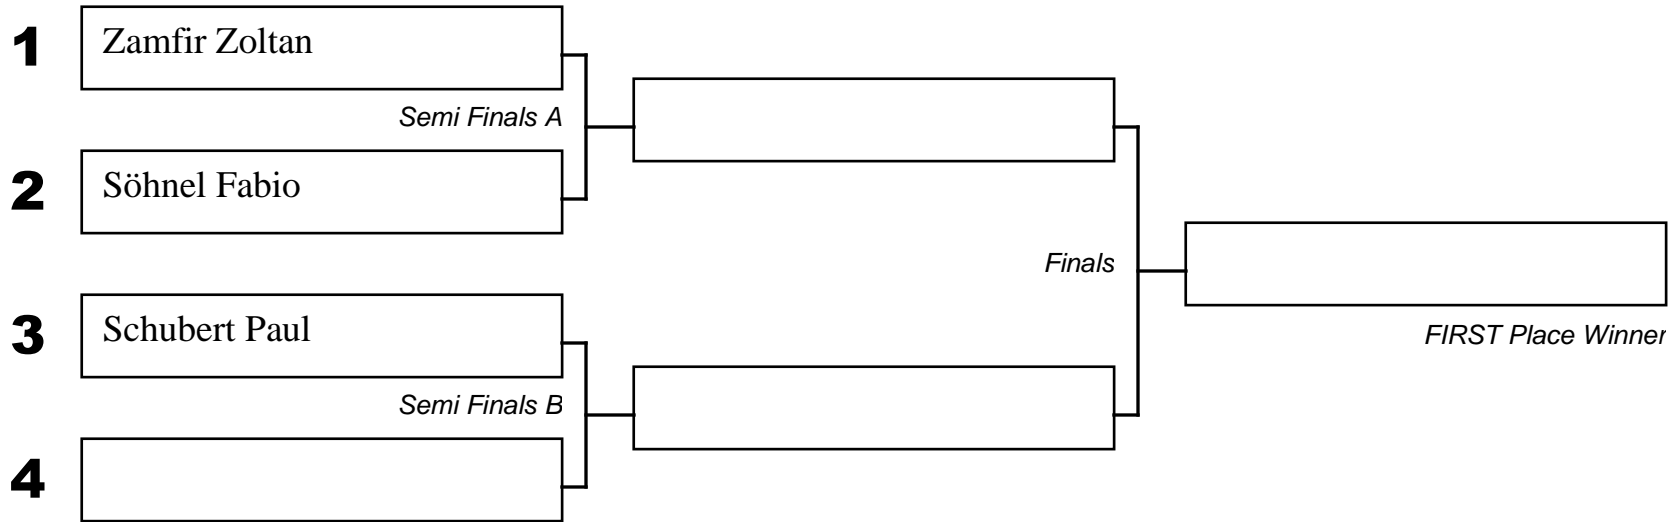 1
Zamfir Zoltan
Semi Finals A
2
Söhnel Fabio
Finals
3
Schubert Paul
FIRST Place Winner
Semi Finals B
4